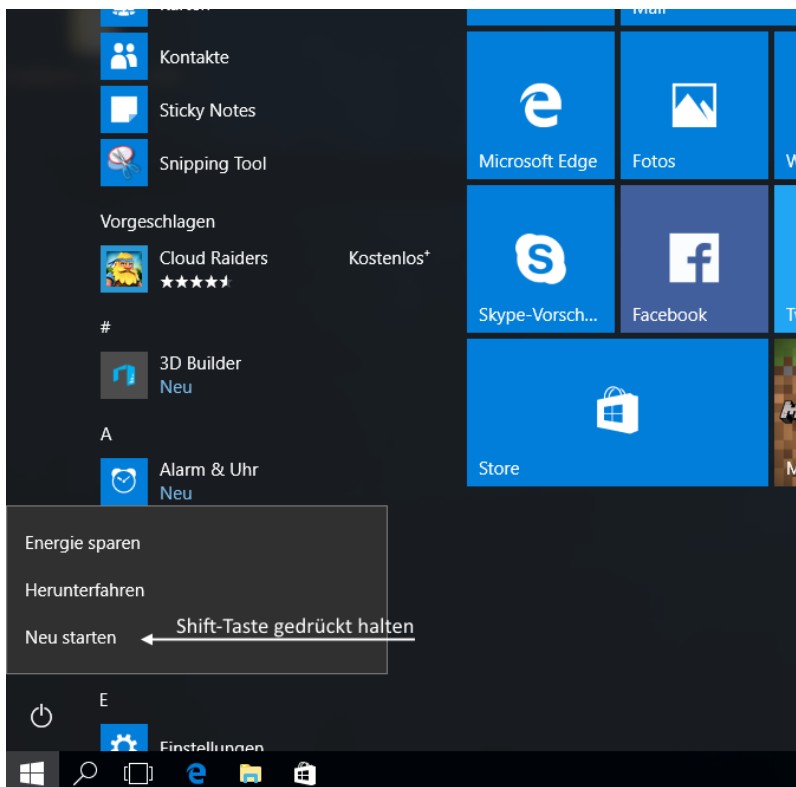 Kontakte
Sticky Notes
Snipping Tool
Vorgeschlagen
Cloud Raiders Kostenlos+
#
3D Builder
Neu
A
Alarm & Uhr
Neu
Energie sparen
Herunterfahren
Neu starten
Shift-Taste gedrückt halten
E
Einstellungen
Mail
Microsoft Edge
Fotos
Skype-Vorsch...
Facebook
Store